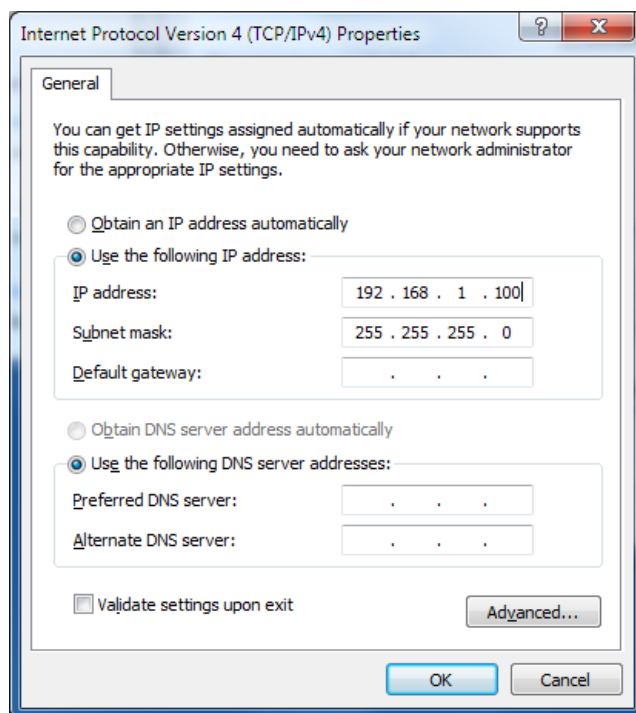 Internet Protocol Version 4 (TCP/IPv4) Properties
General
You can get IP settings assigned automatically if your network supports
this capability. Otherwise, you need to ask your network administrator
for the appropriate IP settings.
Obtain an IP address automatically
Use the following IP address:
IP address: 192 . 168 . 1 . 100
Subnet mask: 255 . 255 . 255 . 0
Default gateway: . . .
Obtain DNS server address automatically
Use the following DNS server addresses:
Preferred DNS server: . . .
Alternate DNS server: . . .
Validate settings upon exit
Advanced...
OK Cancel